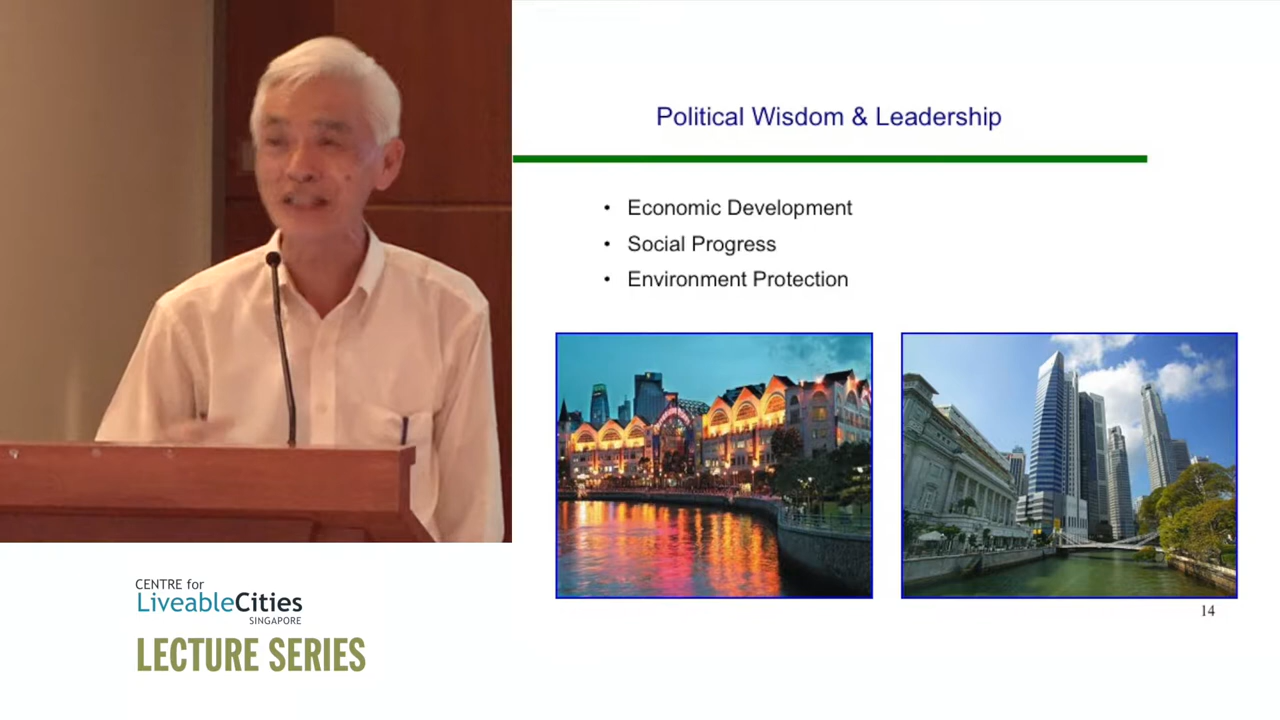 Political Wisdom & Leadership
• Economic Development
• Social Progress
• Environment Protection
14
CENTRE for
LiveableCities
SINGAPORE
LECTURE SERIES